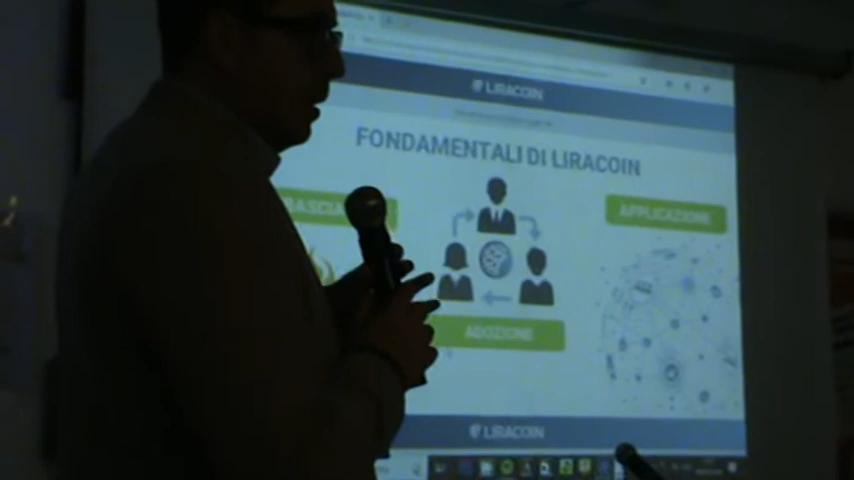 LIRACOIN
FONDAMENTALI DI LIRACOIN
APPLICAZIONE
ADOZIONE
LIRACOIN